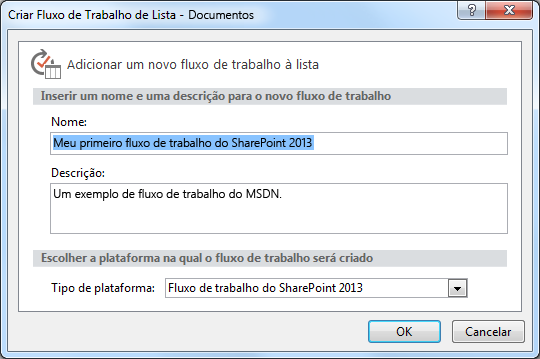 Criar Fluxo de Trabalho de Lista - Documentos
Adicionar um novo fluxo de trabalho à lista
Inserir um nome e uma descrição para o novo fluxo de trabalho
Nome:
Meu primeiro fluxo de trabalho do SharePoint 2013
Descrição:
Um exemplo de fluxo de trabalho do MSDN.
Escolher a plataforma na qual o fluxo de trabalho será criado
Tipo de plataforma: Fluxo de trabalho do SharePoint 2013
OK Cancelar